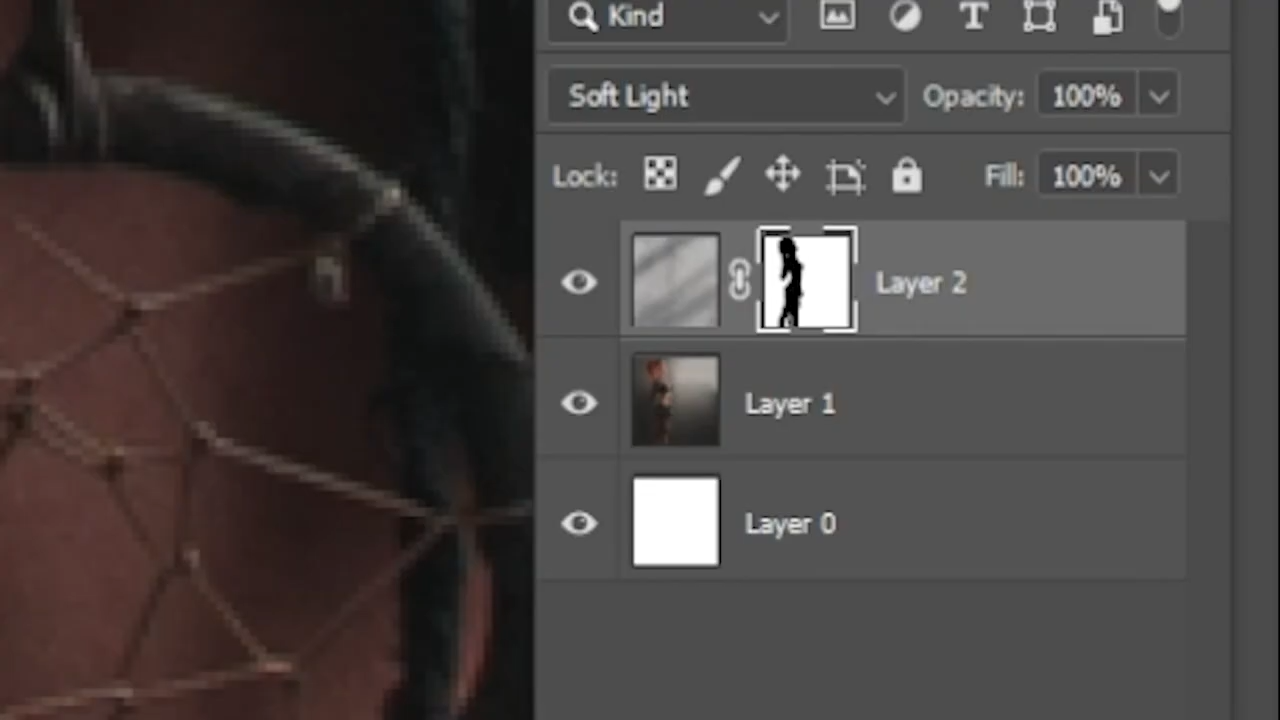 Kind
Soft Light
Opacity: 100%
Lock:
Fill: 100%
Layer 2
Layer 1
Layer 0